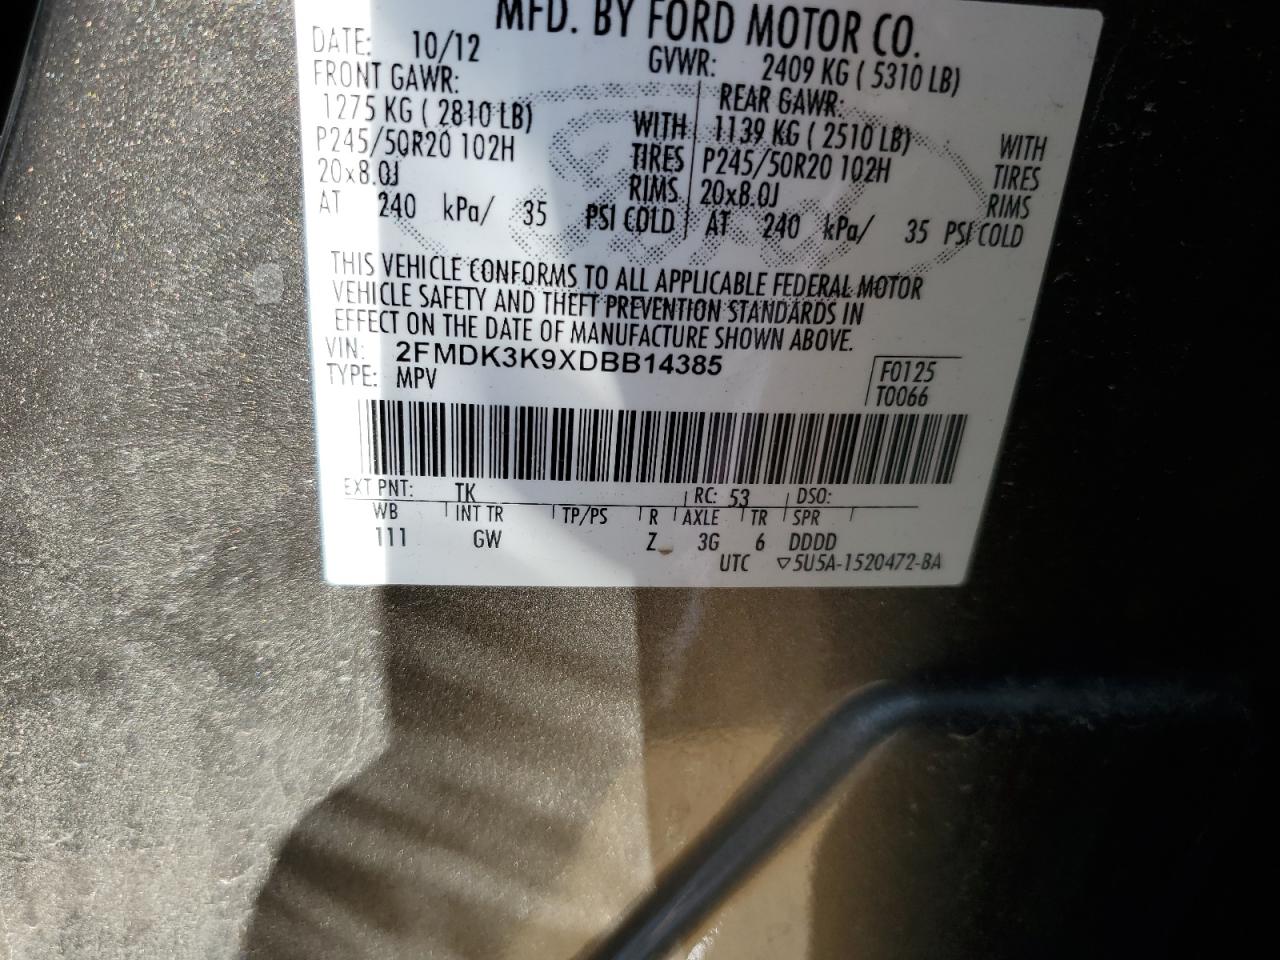 MFD. BY FORD MOTOR CO.
DATE: 10/12 GVWR: 2409 KG ( 5310 LB)
FRONT GAWR: REAR GAWR:
1275 KG ( 2810 LB) WITH 1139 KG ( 2510 LB) WITH
P245/50R20 102H TIRES P245/50R20 102H TIRES
20x8.0J RIMS 20x8.0J RIMS
AT 240 kPa/ 35 PSI COLD AT 240 kPa/ 35 PSI COLD
THIS VEHICLE CONFORMS TO ALL APPLICABLE FEDERAL MOTOR
VEHICLE SAFETY AND THEFT PREVENTION STANDARDS IN
EFFECT ON THE DATE OF MANUFACTURE SHOWN ABOVE.
VIN: 2FMDK3K9XDBB14385 F0125
TYPE: MPV T0066
EXT PNT: TK RC: 53 DSO:
WB INT TR TP/PS R AXLE TR SPR
111 GW Z 3G 6 DDDD
UTC ▽5U5A-1520472-BA